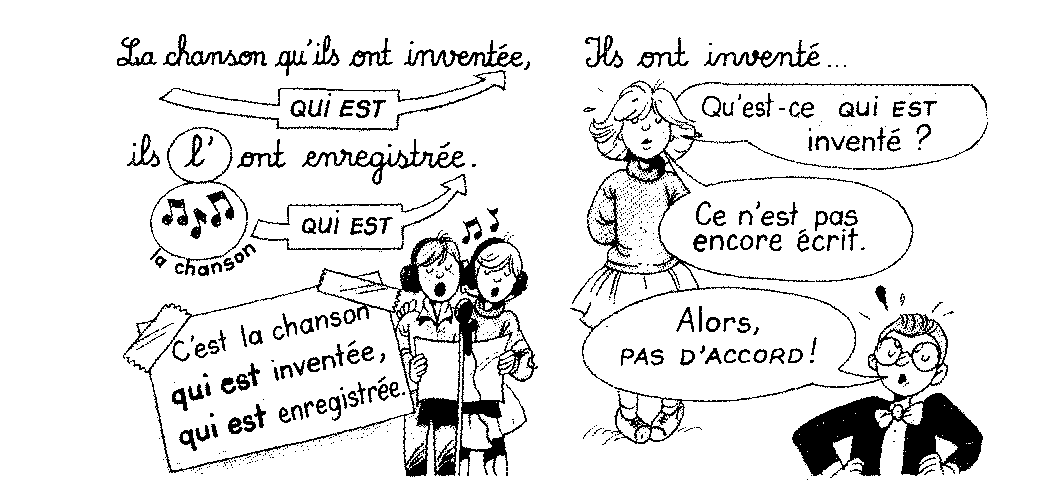 La chanson qu'ils ont inventée,
QUI EST
ils l' ont enregistrée.
QUI EST
la chanson
C'est la chanson
qui est inventée,
qui est enregistrée.
Ils ont inventé...
Qu'est-ce QUI EST
inventé ?
Ce n'est pas
encore écrit.
Alors,
PAS D'ACCORD !